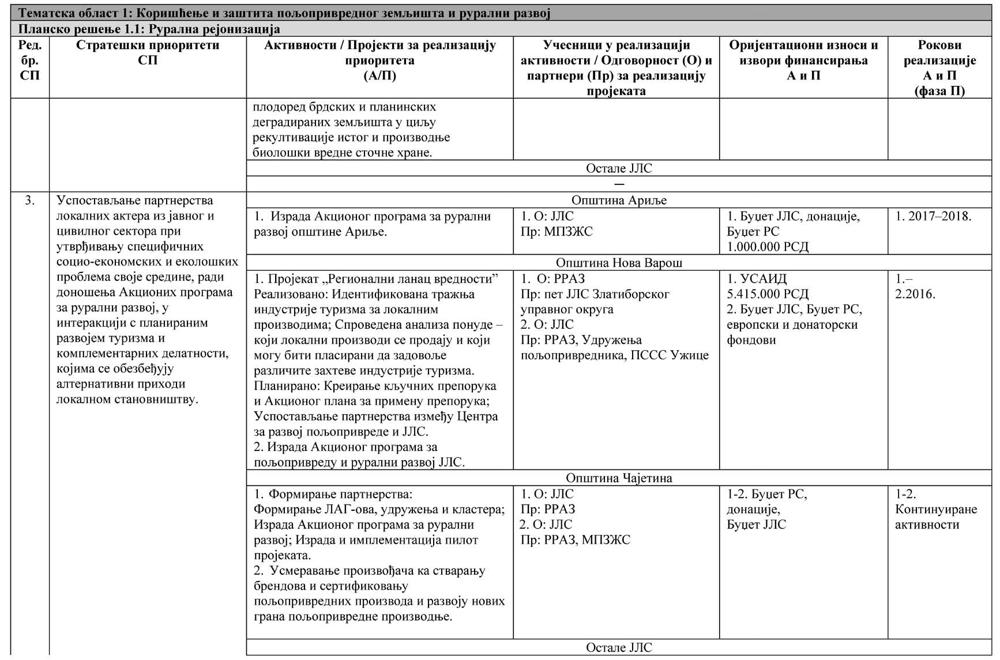 Тематска област 1: Коришћење и заштита пољопривредног земљишта и рурални развој
Планско решење 1.1: Рурална рејонизација
Ред.
бр.
СП
Стратешки приоритети
СП
Активности / Пројекти за реализацију
приоритета
(А/П)
Учесници у реализацији
активности / Одговорност (О) и
партнери (Пр) за реализацију
пројеката
Оријентациони износи и
извори финансирања
А и П
Рокови
реализације
А и П
(фаза П)
плодоред брдских и планинских
деградираних земљишта у циљу
рекултивације истог и производње
биолошки вредне сточне хране.
Остале ЈЛС
—
3.
Успостављање партнерства
локалних актера из јавног и
цивилног сектора при
утврђивању специфичних
социо-економских и еколошких
проблема своје средине, ради
доношења Акционих програма
за рурални развој, у
интеракцији с планираним
развојем туризма и
комплементарних делатности,
којима се обезбеђују
алтернативни приходи
локалном становништву.
Општина Ариље
1. Израда Акционог програма за рурални
развој општине Ариље.
1. О: ЈЛС
Пр: МПЗЖС
1. Буџет ЈЛС, донације,
Буџет РС
1.000.000 РСД
1. 2017–2018.
Општина Нова Варош
1. Пројекат „Регионални ланац вредности”
Реализовано: Идентификована тражња
индустрије туризма за локалним
производима; Спроведена анализа понуде –
који локални производи се продају и који
могу бити пласирани да задовоље
различите захтеве индустрије туризма.
Планирано: Креирање кључних препорука
и Акционог плана за примену препорука;
Успостављање партнерства између Центра
за развој пољопривреде и ЈЛС.
2. Израда Акционог програма за
пољопривреду и рурални развој ЈЛС.
1. О: РРАЗ
Пр: пет ЈЛС Златиборског
управног округа
2. О: ЈЛС
Пр: РРАЗ, Удружења
пољопривредника, ПССС Ужице
1. УСАИД
5.415.000 РСД
2. Буџет ЈЛС, Буџет РС,
европски и донаторски
фондови
1.–
2.2016.
Општина Чајетина
1. Формирање партнерства:
Формирање ЛАГ-ова, удружења и кластера;
Израда Акционог програма за рурални
развој; Израда и имплементација пилот
пројеката.
2. Усмеравање произвођача ка стварању
брендова и сертификовању
пољопривредних производа и развоју нових
грана пољопривредне производње.
1. О: ЈЛС
Пр: РРАЗ
2. О: ЈЛС
Пр: РРАЗ, МПЗЖС
1-2. Буџет РС,
донације,
Буџет ЈЛС
1-2.
Континуиране
активности
Остале ЈЛС